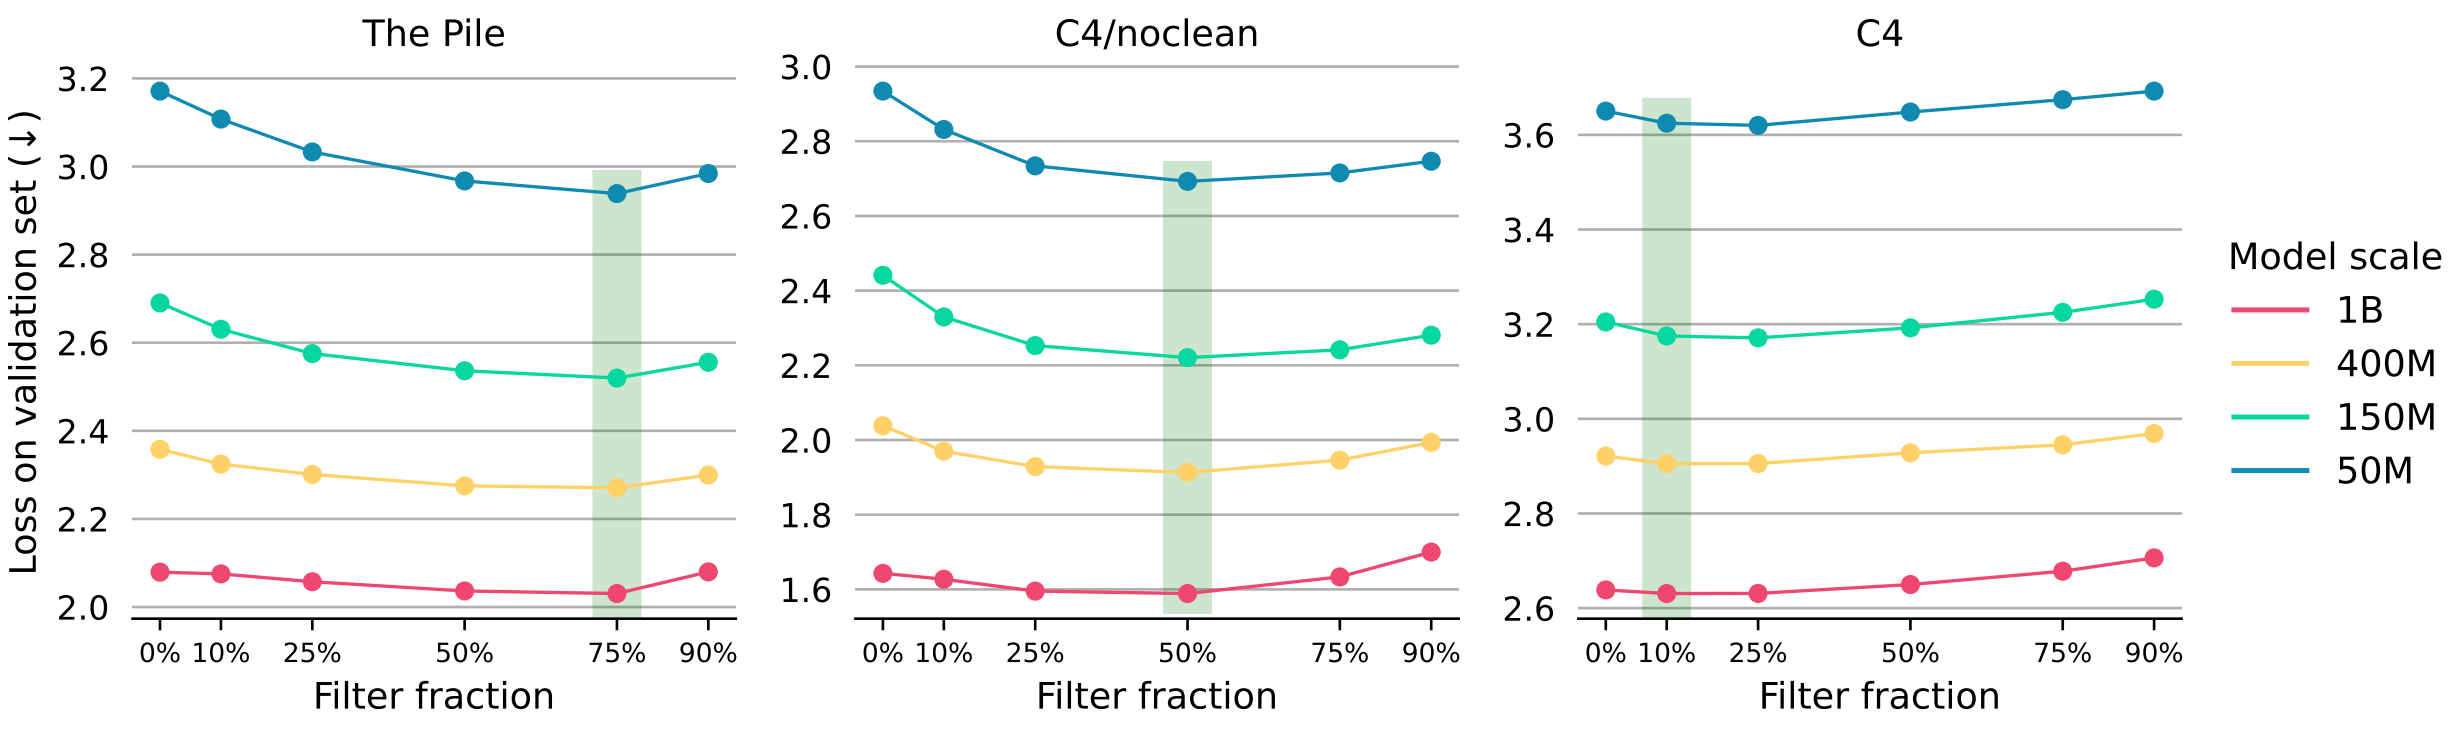 The Pile
C4/noclean
C4
Loss on validation set (↓)
3.2
3.0
2.8
2.6
2.4
2.2
2.0
0% 10% 25% 50% 75% 90%
Filter fraction
3.0
2.8
2.6
2.4
2.2
2.0
1.8
1.6
0% 10% 25% 50% 75% 90%
Filter fraction
3.6
3.4
3.2
3.0
2.8
2.6
0% 10% 25% 50% 75% 90%
Filter fraction
Model scale
1B
400M
150M
50M